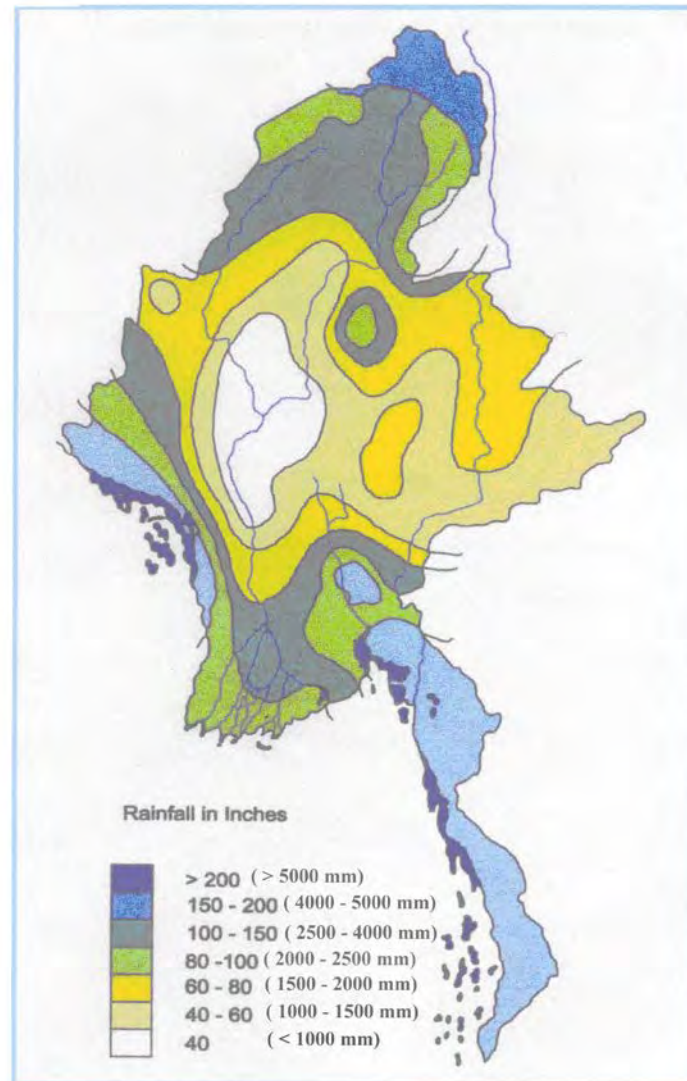 Rainfall in Inches
> 200 (> 5000 mm)
150 - 200 (4000 - 5000 mm)
100 - 150 (2500 - 4000 mm)
80 -100 (2000 - 2500 mm)
60 - 80 (1500 - 2000 mm)
40 - 60 (1000 - 1500 mm)
40 (< 1000 mm)